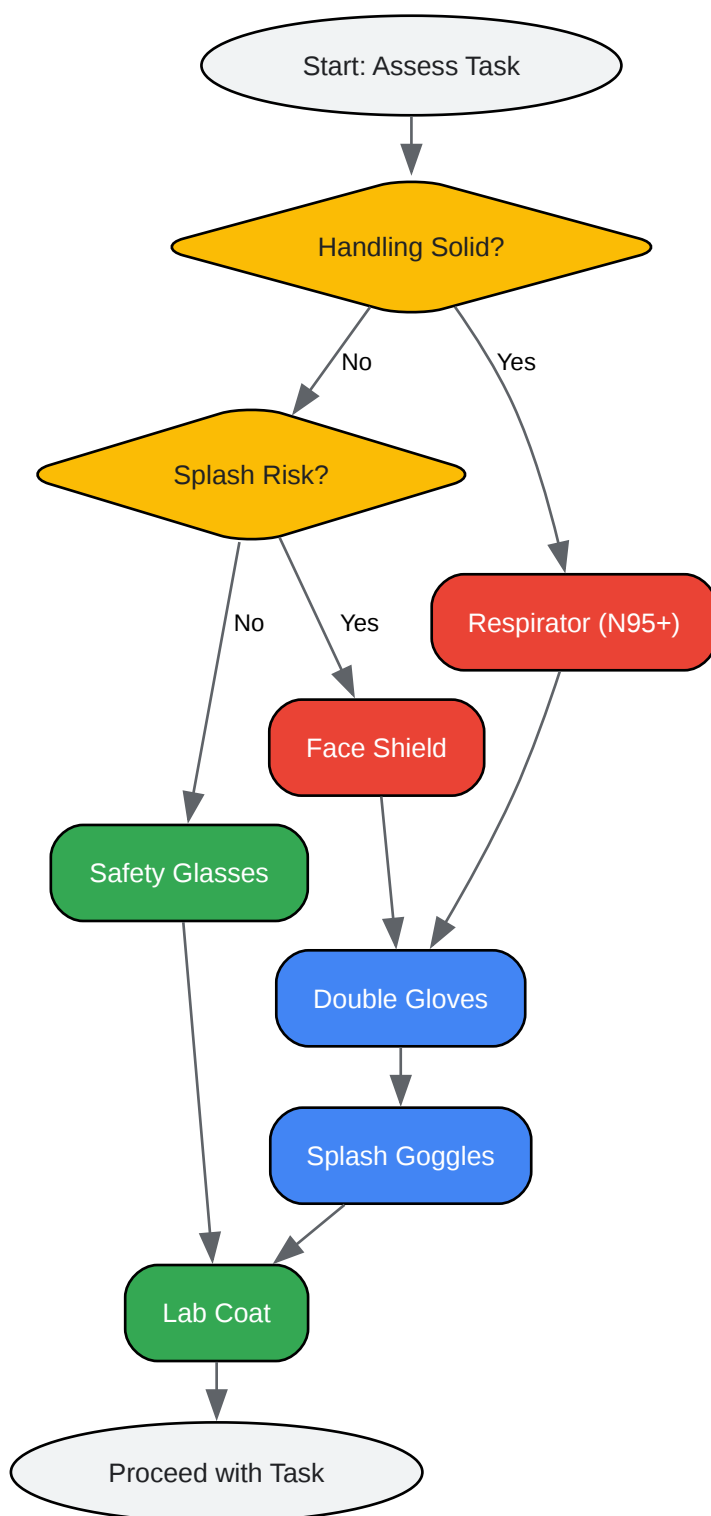 Start: Assess Task
Handling Solid?
No
Yes
Splash Risk?
Respirator (N95+)
No
Yes
Face Shield
Safety Glasses
Double Gloves
Splash Goggles
Lab Coat
Proceed with Task